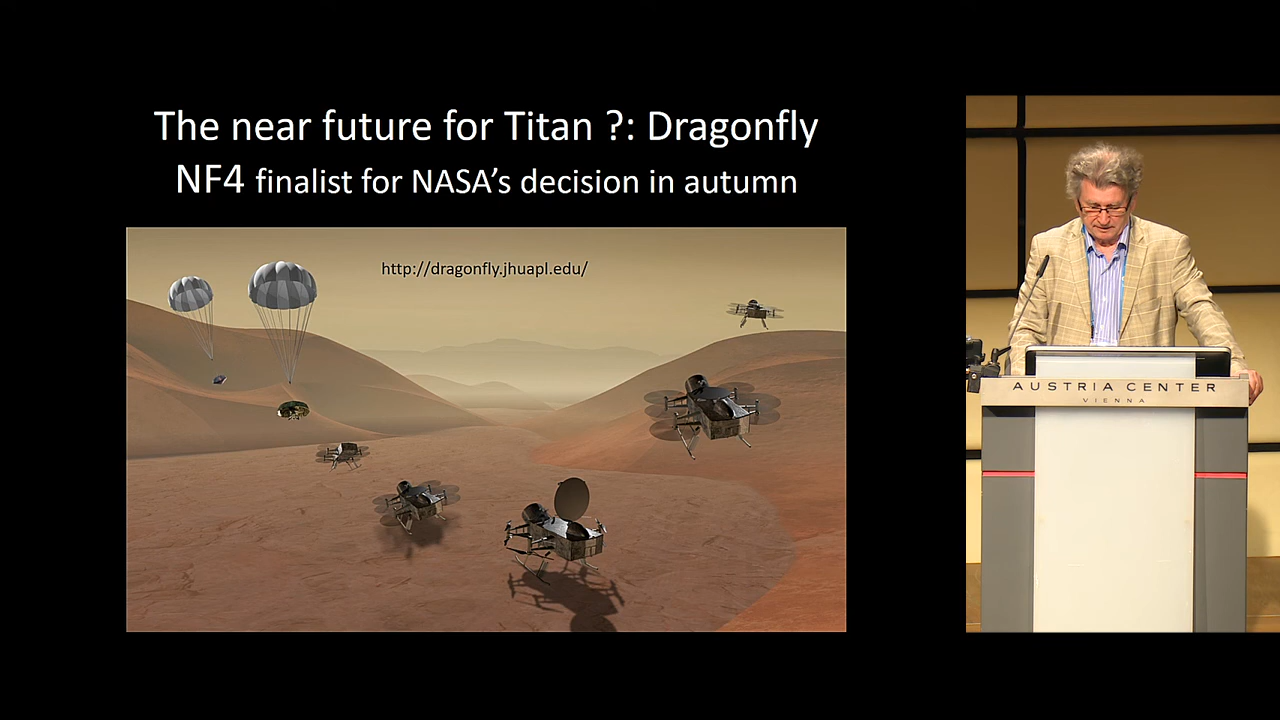 The near future for Titan ?: Dragonfly
NF4 finalist for NASA's decision in autumn
http://dragonfly.jhuapl.edu/
AUSTRIA CENTER
VIENNA